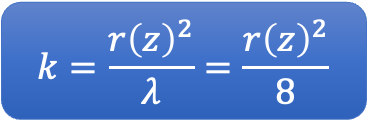 k = r(z)²/λ = r(z)²/8